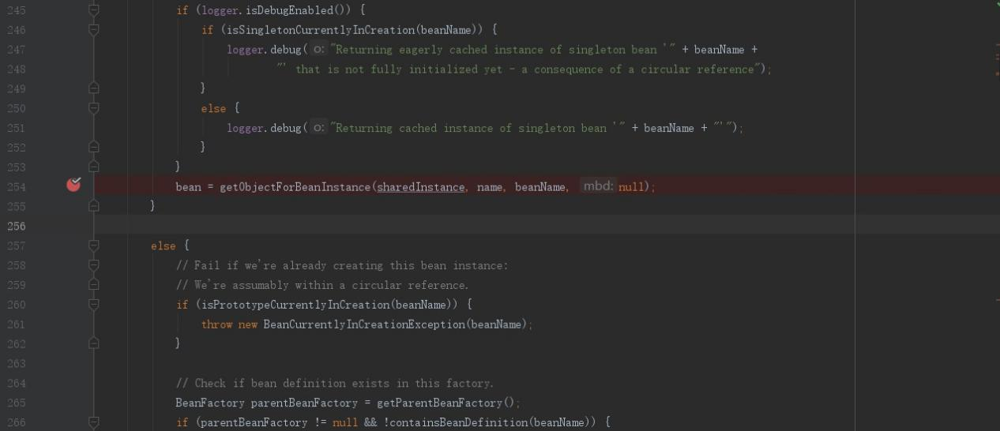 245 if (logger.isDebugEnabled()) {
246 if (isSingletonCurrentlyInCreation(beanName)) {
247 logger.debug( o: "Returning eagerly cached instance of singleton bean '" + beanName +
248 "' that is not fully initialized yet - a consequence of a circular reference");
249 }
250 else {
251 logger.debug( o: "Returning cached instance of singleton bean '" + beanName + "'");
252 }
253 }
254 bean = getObjectForBeanInstance(sharedInstance, name, beanName, mbd: null);
255 }
256
257 else {
258 // Fail if we're already creating this bean instance:
259 // We're assumably within a circular reference.
260 if (isPrototypeCurrentlyInCreation(beanName)) {
261 throw new BeanCurrentlyInCreationException(beanName);
262 }
263
264 // Check if bean definition exists in this factory.
265 BeanFactory parentBeanFactory = getParentBeanFactory();
266 if (parentBeanFactory != null && !containsBeanDefinition(beanName)) {